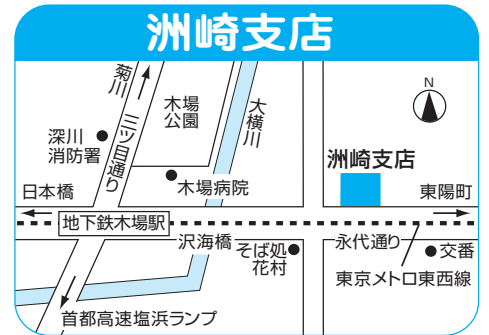 洲崎支店
菊川
三ツ目通り
木場
公園
大横川
N
深川
消防署
洲崎支店
木場病院
日本橋
東陽町
地下鉄木場駅
沢海橋
そば処
花村
永代通り
交番
東京メトロ東西線
首都高速塩浜ランプ